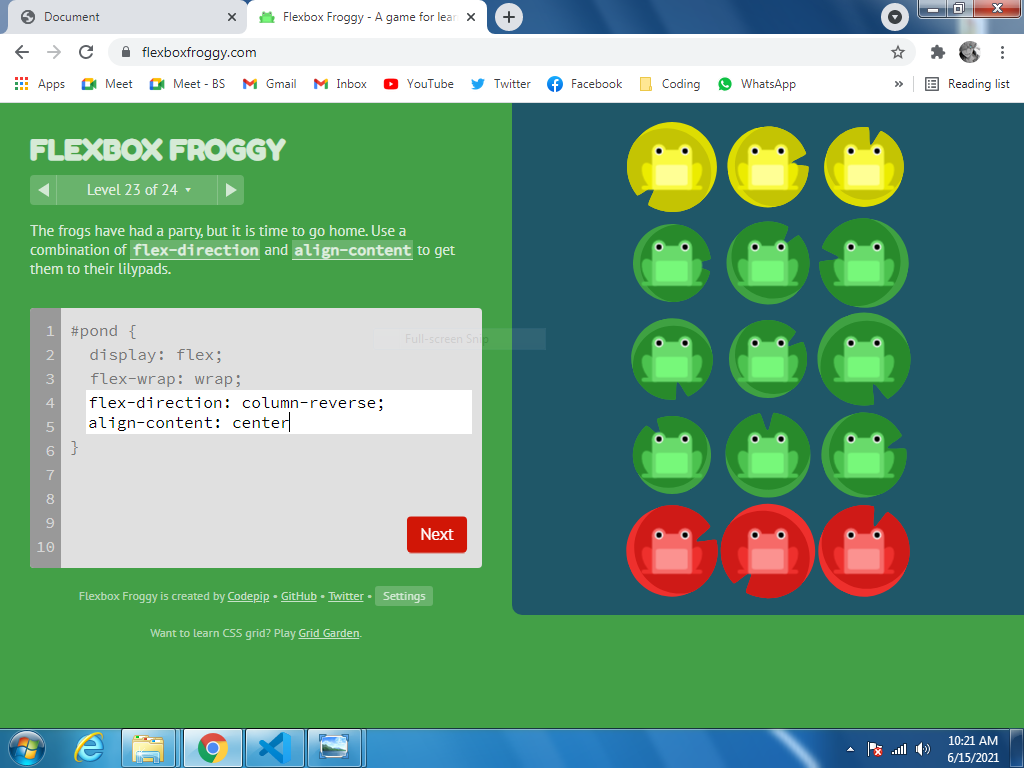 Document
Flexbox Froggy - A game for lear
flexboxfroggy.com
Apps Meet Meet - BS Gmail Inbox YouTube Twitter Facebook Coding WhatsApp » Reading list
FLEXBOX FROGGY
Level 23 of 24
The frogs have had a party, but it is time to go home. Use a
combination of flex-direction and align-content to get
them to their lilypads.
1 #pond {
2 display: flex;
3 flex-wrap: wrap;
4 flex-direction: column-reverse;
5 align-content: center
6 }
7
8
9
10
Full-screen Snip
Next
Flexbox Froggy is created by Codepip • GitHub • Twitter • Settings
Want to learn CSS grid? Play Grid Garden.
10:21 AM
6/15/2021